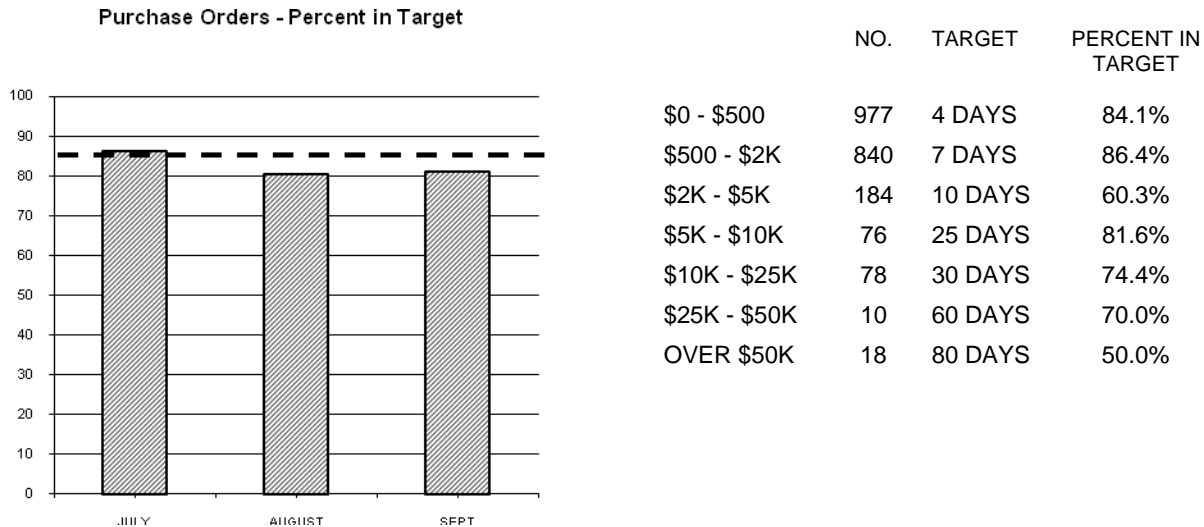 Purchase Orders - Percent in Target
100
90
80
70
60
50
40
30
20
10
0
JULY AUGUST SEPT
NO. TARGET PERCENT IN
TARGET
$0 - $500 977 4 DAYS 84.1%
$500 - $2K 840 7 DAYS 86.4%
$2K - $5K 184 10 DAYS 60.3%
$5K - $10K 76 25 DAYS 81.6%
$10K - $25K 78 30 DAYS 74.4%
$25K - $50K 10 60 DAYS 70.0%
OVER $50K 18 80 DAYS 50.0%